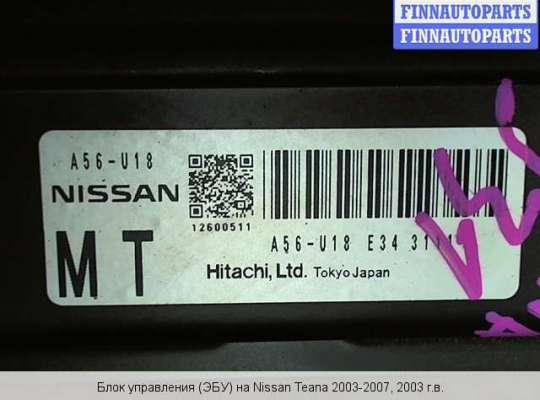 FINNAUTOPARTS
FINNAUTOPARTS
A56-U18
NISSAN
12600511
MT
A56-U18 E34
Hitachi, Ltd. Tokyo Japan
Блок управления (ЭБУ) на Nissan Teana 2003-2007, 2003 г.в.